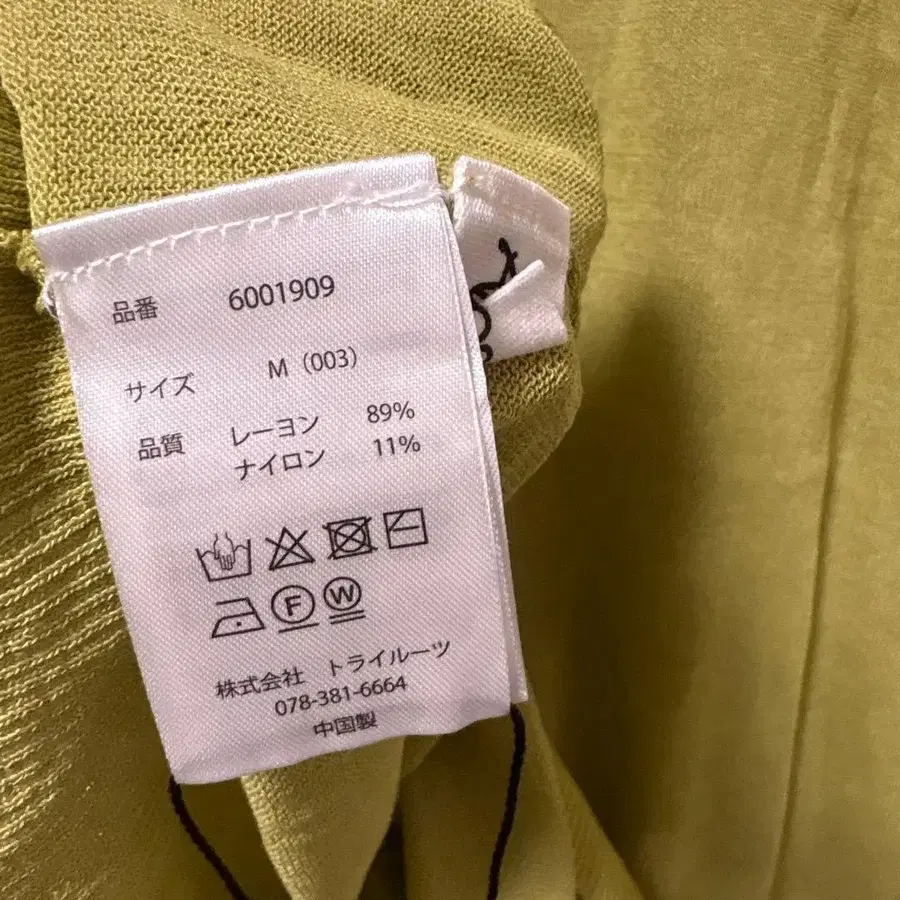 品番 6001909
サイズ M (003)
品質 レーヨン 89%
ナイロン 11%
F W
株式会社 トライルーツ
078-381-6664
中国製